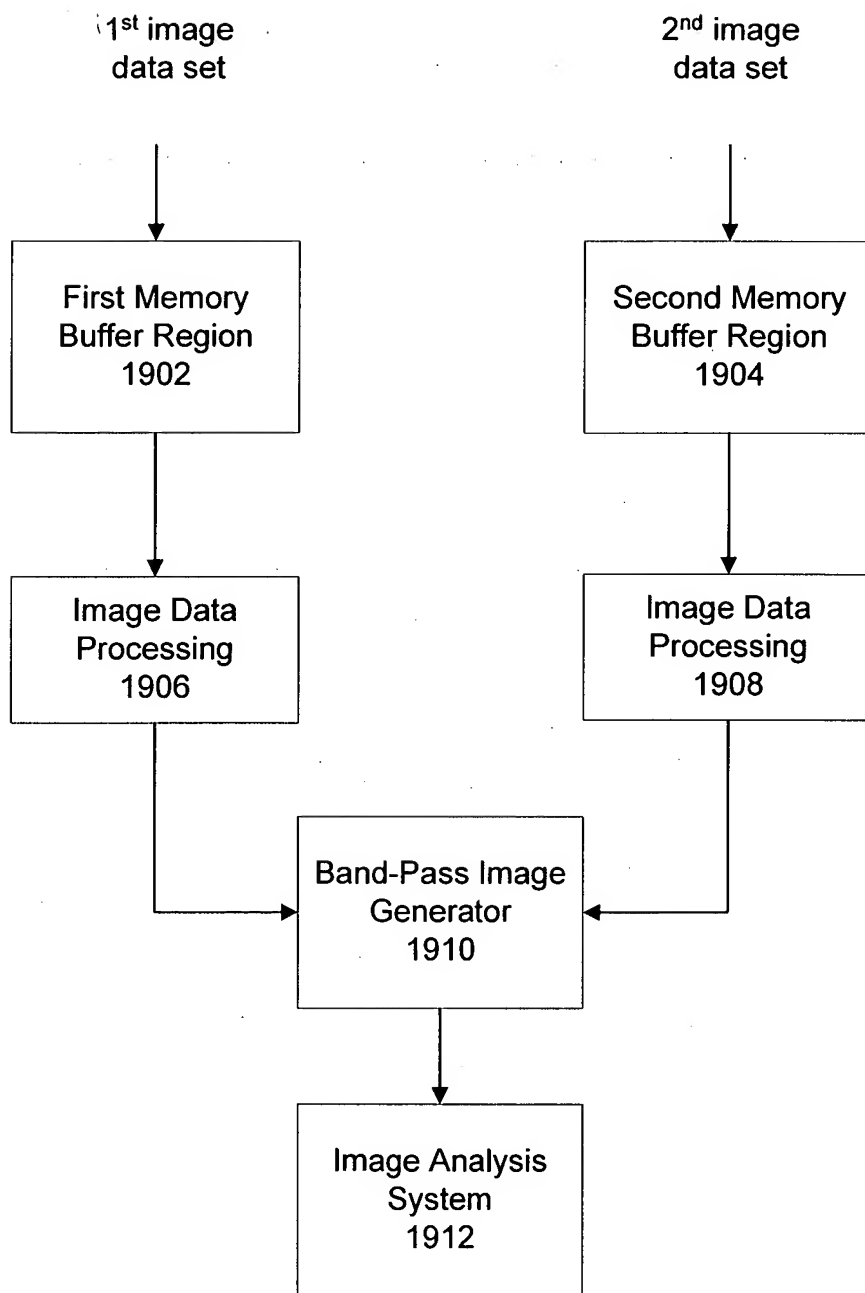 1st image
data set
2nd image
data set
First Memory
Buffer Region
1902
Second Memory
Buffer Region
1904
Image Data
Processing
1906
Image Data
Processing
1908
Band-Pass Image
Generator
1910
Image Analysis
System
1912